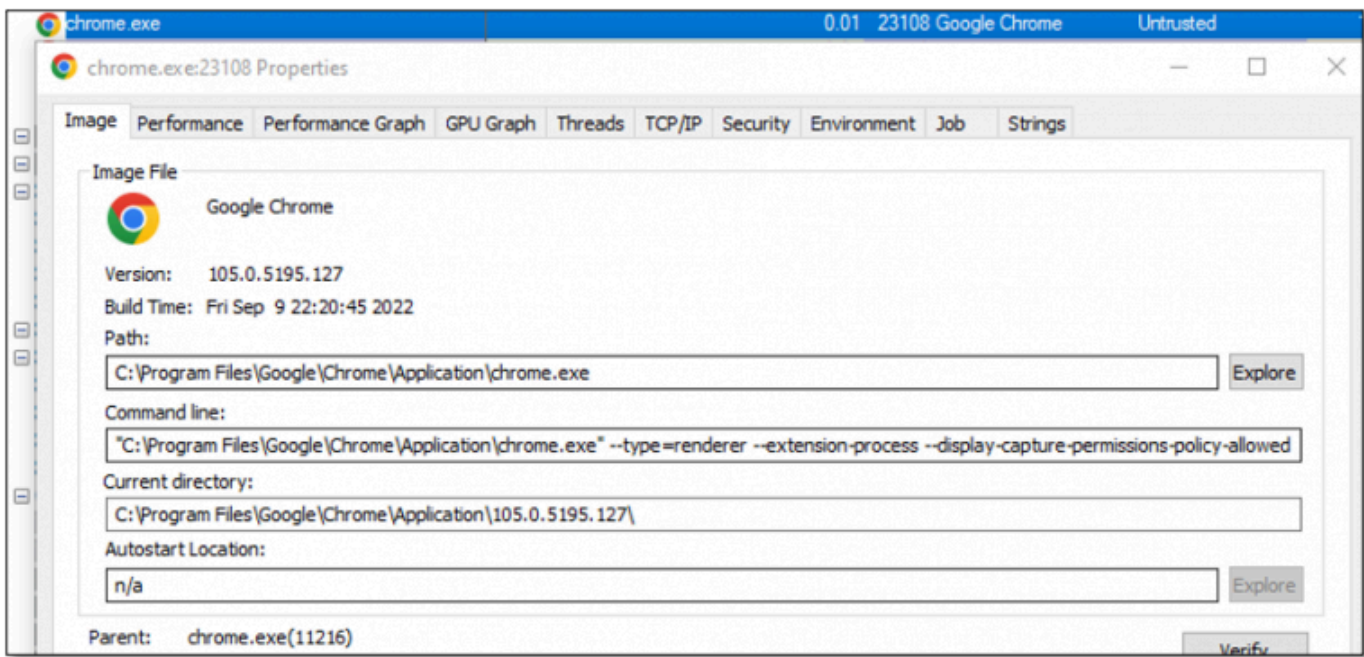 chrome.exe 0.01 23108 Google Chrome Untrusted
chrome.exe:23108 Properties
Image Performance Performance Graph GPU Graph Threads TCP/IP Security Environment Job Strings
Image File
Google Chrome
Version: 105.0.5195.127
Build Time: Fri Sep 9 22:20:45 2022
Path:
C:\Program Files\Google\Chrome\Application\chrome.exe Explore
Command line:
"C:\Program Files\Google\Chrome\Application\chrome.exe" --type=renderer --extension-process --display-capture-permissions-policy-allowed
Current directory:
C:\Program Files\Google\Chrome\Application\105.0.5195.127\
Autostart Location:
n/a Explore
Parent: chrome.exe(11216) Verify